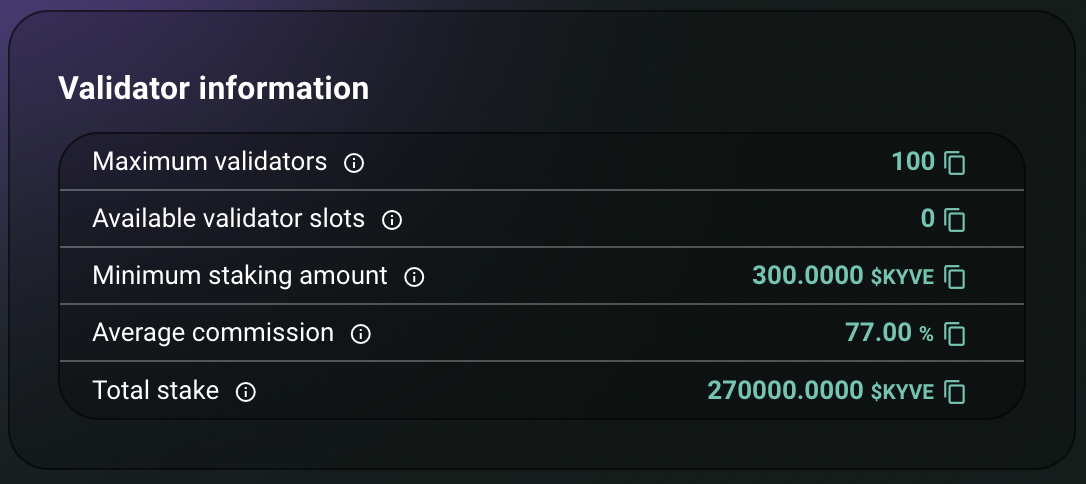 Validator information
Maximum validators 100
Available validator slots 0
Minimum staking amount 300.0000 $KYVE
Average commission 77.00 %
Total stake 270000.0000 $KYVE